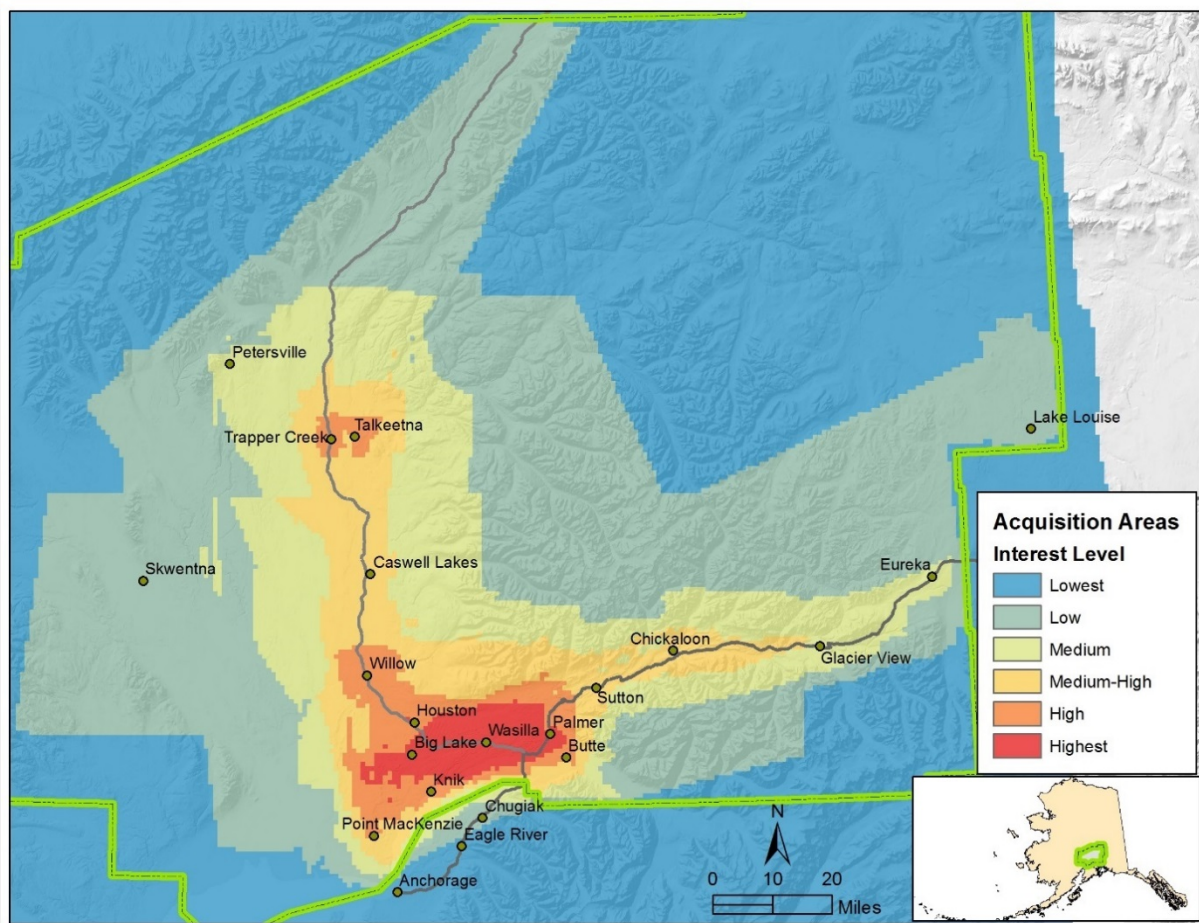 Petersville
Trapper Creek
Talkeetna
Lake Louise
Skwentna
Caswell Lakes
Eureka
Chickaloon
Glacier View
Willow
Sutton
Houston
Wasilla
Palmer
Big Lake
Butte
Knik
Chugiak
Point MacKenzie
Eagle River
Anchorage
N
0 10 20
Miles
Acquisition Areas
Interest Level
Lowest
Low
Medium
Medium-High
High
Highest